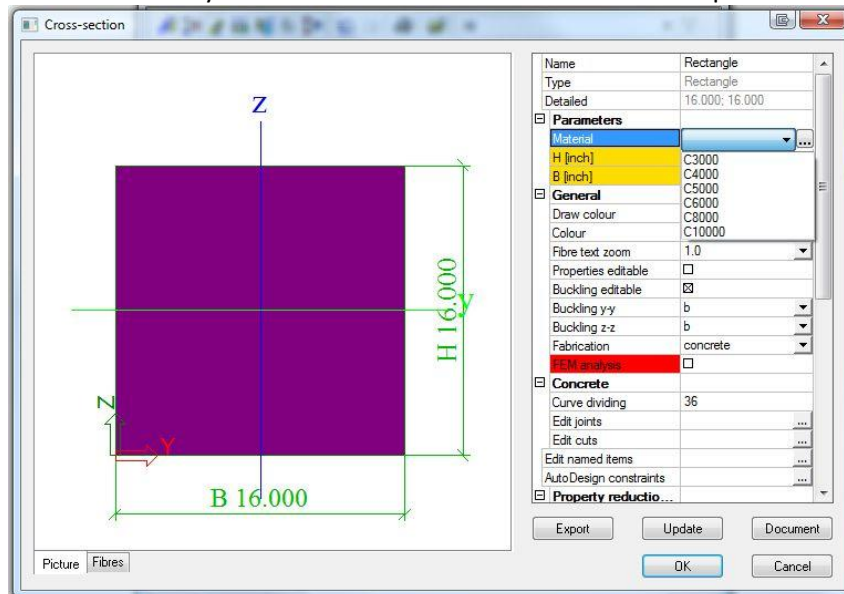 Cross-section
Z
H 16.000
y
Z
Y
B 16.000
Picture Fibres
Name Rectangle
Type Rectangle
Detailed 16.000; 16.000
Parameters
Material ...
H [inch] C3000
B [inch] C4000
C5000
General C6000
Draw colour C8000
Colour C10000
Fibre text zoom 1.0
Properties editable
Buckling editable
Buckling y-y b
Buckling z-z b
Fabrication concrete
FEM analysis
Concrete
Curve dividing 36
Edit joints ...
Edit cuts ...
Edit named items ...
AutoDesign constraints ...
Property reductio...
Export Update Document
OK Cancel